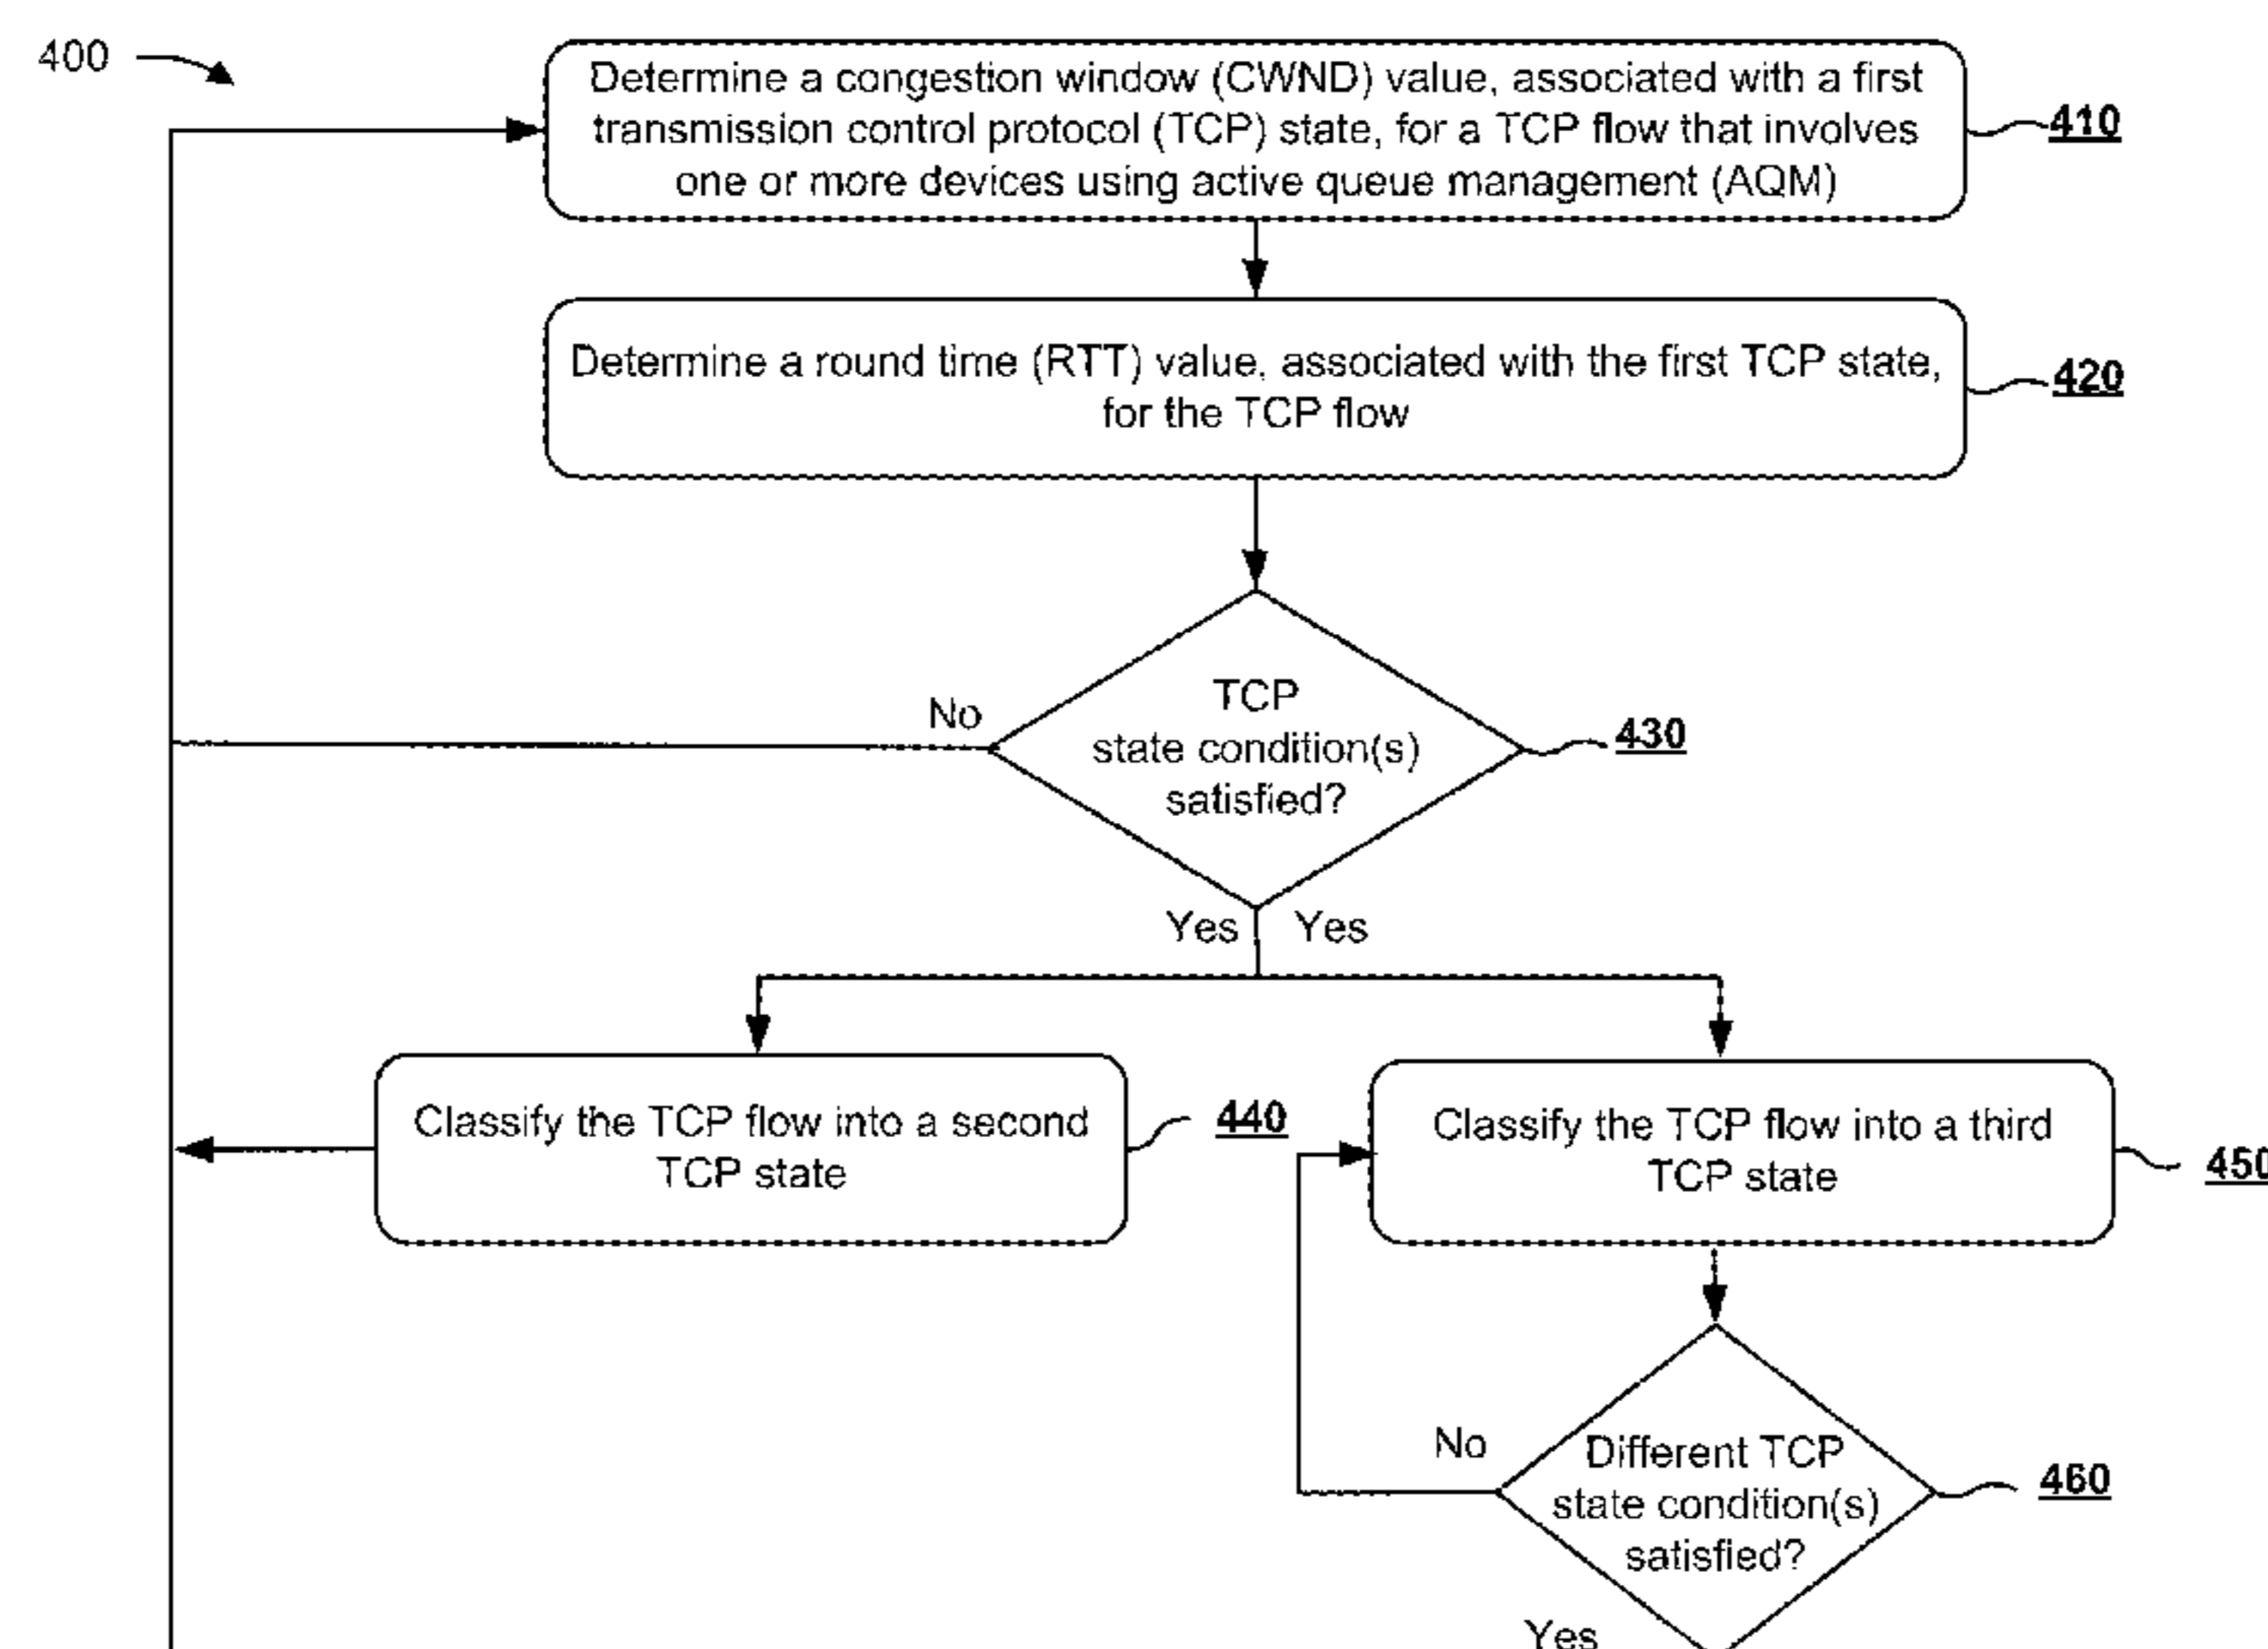 400
Determine a congestion window (CWND) value, associated with a first
transmission control protocol (TCP) state, for a TCP flow that involves
one or more devices using active queue management (AQM)
410
Determine a round time (RTT) value, associated with the first TCP state,
for the TCP flow
420
No
TCP
state condition(s)
satisfied?
430
Yes Yes
Classify the TCP flow into a second
TCP state
440
Classify the TCP flow into a third
TCP state
450
No
Different TCP
state condition(s)
satisfied?
460
Yes